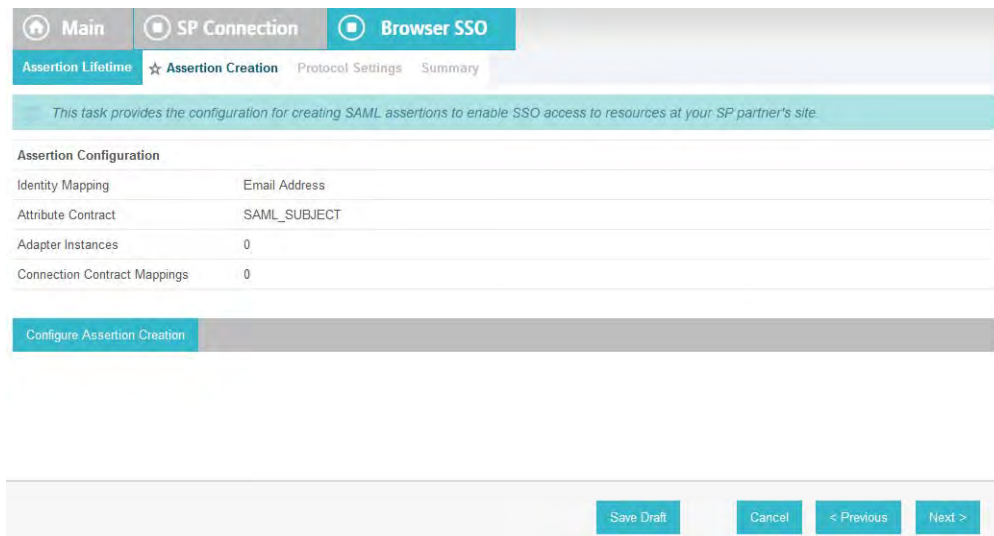 Main SP Connection Browser SSO
Assertion Lifetime Assertion Creation Protocol Settings Summary
This task provides the configuration for creating SAML assertions to enable SSO access to resources at your SP partner's site.
Assertion Configuration
Identity Mapping Email Address
Attribute Contract SAML_SUBJECT
Adapter Instances 0
Connection Contract Mappings 0
Configure Assertion Creation
Save Draft Cancel < Previous Next >